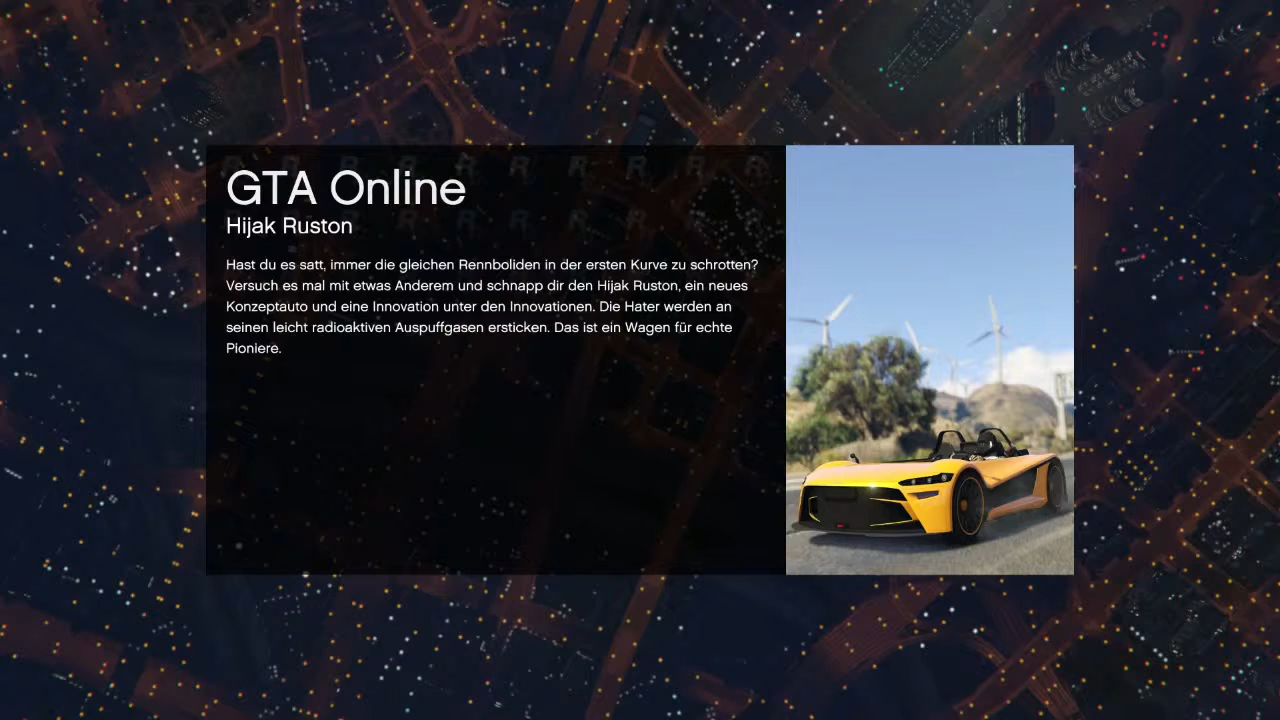 GTA Online
Hijak Ruston
Hast du es satt, immer die gleichen Rennboliden in der ersten Kurve zu schrotten?
Versuch es mal mit etwas Anderem und schnapp dir den Hijak Ruston, ein neues
Konzeptauto und eine Innovation unter den Innovationen. Die Hater werden an
seinen leicht radioaktiven Auspuffgasen ersticken. Das ist ein Wagen für echte
Pioniere.